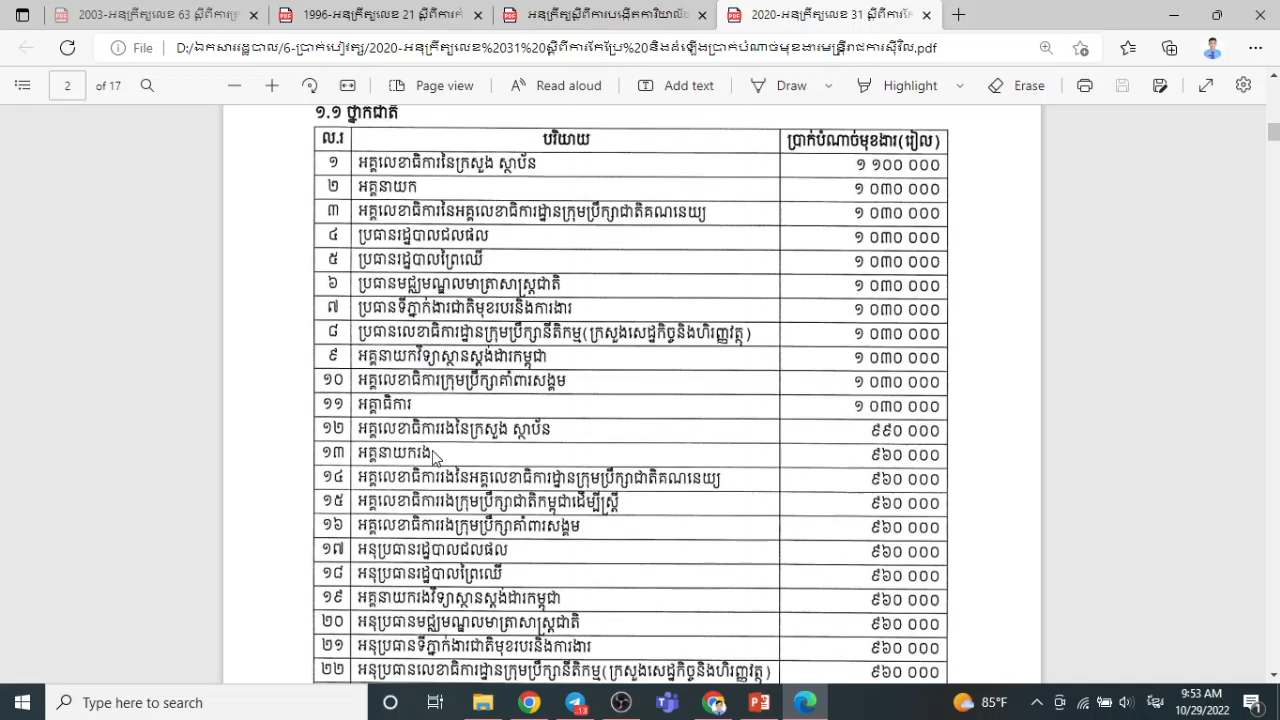 2003-អនុក្រឹត្យលេខ 63 ស្ដីពីការកែ
1996-អនុក្រឹត្យលេខ 21 ស្ដីពីការក
អនុក្រឹត្យស្ដីពីការបង្កើតការិយាល័យ
2020-អនុក្រឹត្យលេខ 31 ស្ដីពីការកែ
File
D:/ឯកសាររដ្ឋបាល/6-ប្រាក់បៀវត្ស/2020-អនុក្រឹត្យលេខ%2031%20ស្ដីពីការកែប្រែ%20និងតំឡើងប្រាក់បំណាច់មុខងារមន្ត្រីរាជការស៊ីវិល.pdf
2 of 17
Page view
Read aloud
Add text
Draw
Highlight
Erase
១.១ ថ្នាក់ជាតិ
ល.រ បរិយាយ ប្រាក់បំណាច់មុខងារ(រៀល)
១ អគ្គលេខាធិការនៃក្រសួង ស្ថាប័ន ១ ១០០ ០០០
២ អគ្គនាយក ១ ០៣០ ០០០
៣ អគ្គលេខាធិការនៃអគ្គលេខាធិការដ្ឋានក្រុមប្រឹក្សាជាតិគណនេយ្យ ១ ០៣០ ០០០
៤ ប្រធានរដ្ឋបាលជលផល ១ ០៣០ ០០០
៥ ប្រធានរដ្ឋបាលព្រៃឈើ ១ ០៣០ ០០០
៦ ប្រធានមជ្ឈមណ្ឌលមាត្រាសាស្ត្រជាតិ ១ ០៣០ ០០០
៧ ប្រធានទីភ្នាក់ងារជាតិមុខរបរនិងការងារ ១ ០៣០ ០០០
៨ ប្រធានលេខាធិការដ្ឋានក្រុមប្រឹក្សានីតិកម្ម(ក្រសួងសេដ្ឋកិច្ចនិងហិរញ្ញវត្ថុ) ១ ០៣០ ០០០
៩ អគ្គនាយកវិទ្យាស្ថានស្តង់ដារកម្ពុជា ១ ០៣០ ០០០
១០ អគ្គលេខាធិការក្រុមប្រឹក្សាគាំពារសង្គម ១ ០៣០ ០០០
១១ អគ្គាធិការ ១ ០៣០ ០០០
១២ អគ្គលេខាធិការរងនៃក្រសួង ស្ថាប័ន ៩៩០ ០០០
១៣ អគ្គនាយករង ៩៦០ ០០០
១៤ អគ្គលេខាធិការរងនៃអគ្គលេខាធិការដ្ឋានក្រុមប្រឹក្សាជាតិគណនេយ្យ ៩៦០ ០០០
១៥ អគ្គលេខាធិការរងក្រុមប្រឹក្សាជាតិកម្ពុជាដើម្បីស្ត្រី ៩៦០ ០០០
១៦ អគ្គលេខាធិការរងក្រុមប្រឹក្សាគាំពារសង្គម ៩៦០ ០០០
១៧ អនុប្រធានរដ្ឋបាលជលផល ៩៦០ ០០០
១៨ អនុប្រធានរដ្ឋបាលព្រៃឈើ ៩៦០ ០០០
១៩ អគ្គនាយករងវិទ្យាស្ថានស្តង់ដារកម្ពុជា ៩៦០ ០០០
២០ អនុប្រធានមជ្ឈមណ្ឌលមាត្រាសាស្ត្រជាតិ ៩៦០ ០០០
២១ អនុប្រធានទីភ្នាក់ងារជាតិមុខរបរនិងការងារ ៩៦០ ០០០
២២ អនុប្រធានលេខាធិការដ្ឋានក្រុមប្រឹក្សានីតិកម្ម(ក្រសួងសេដ្ឋកិច្ចនិងហិរញ្ញវត្ថុ) ៩៦០ ០០០
Type here to search
85°F
9:53 AM
10/29/2022